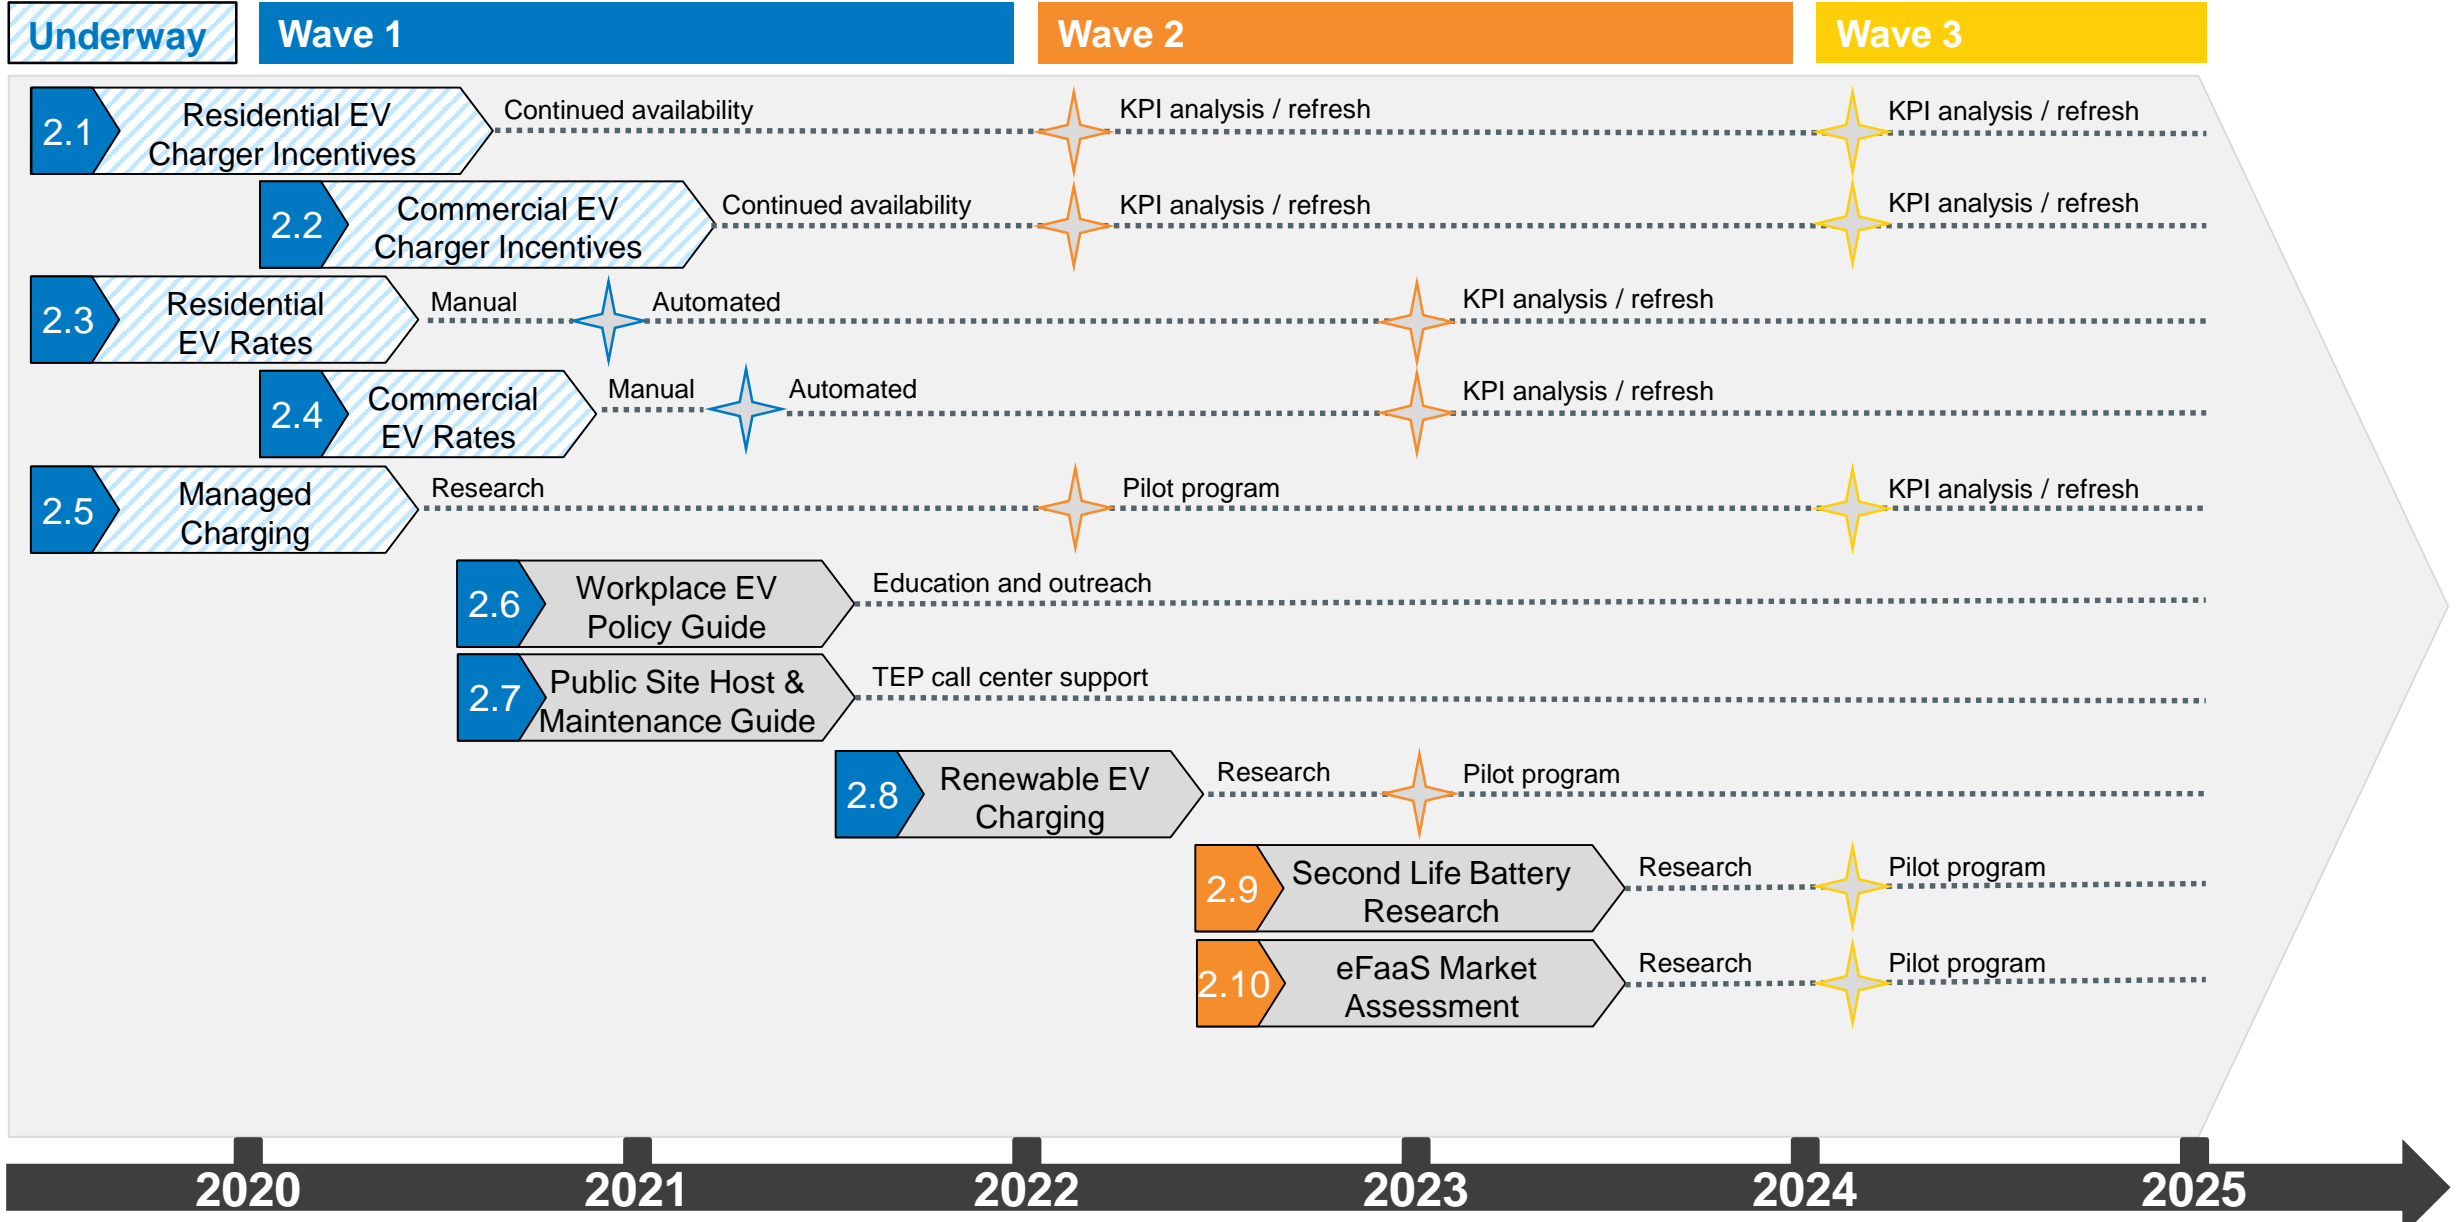 Underway
Wave 1
Wave 2
Wave 3
2.1
Residential EV
Charger Incentives
Continued availability
KPI analysis / refresh
KPI analysis / refresh
2.2
Commercial EV
Charger Incentives
Continued availability
KPI analysis / refresh
KPI analysis / refresh
2.3
Residential
EV Rates
Manual
Automated
KPI analysis / refresh
2.4
Commercial
EV Rates
Manual
Automated
KPI analysis / refresh
2.5
Managed
Charging
Research
Pilot program
KPI analysis / refresh
2.6
Workplace EV
Policy Guide
Education and outreach
2.7
Public Site Host &
Maintenance Guide
TEP call center support
2.8
Renewable EV
Charging
Research
Pilot program
2.9
Second Life Battery
Research
Research
Pilot program
2.10
eFaaS Market
Assessment
Research
Pilot program
2020
2021
2022
2023
2024
2025